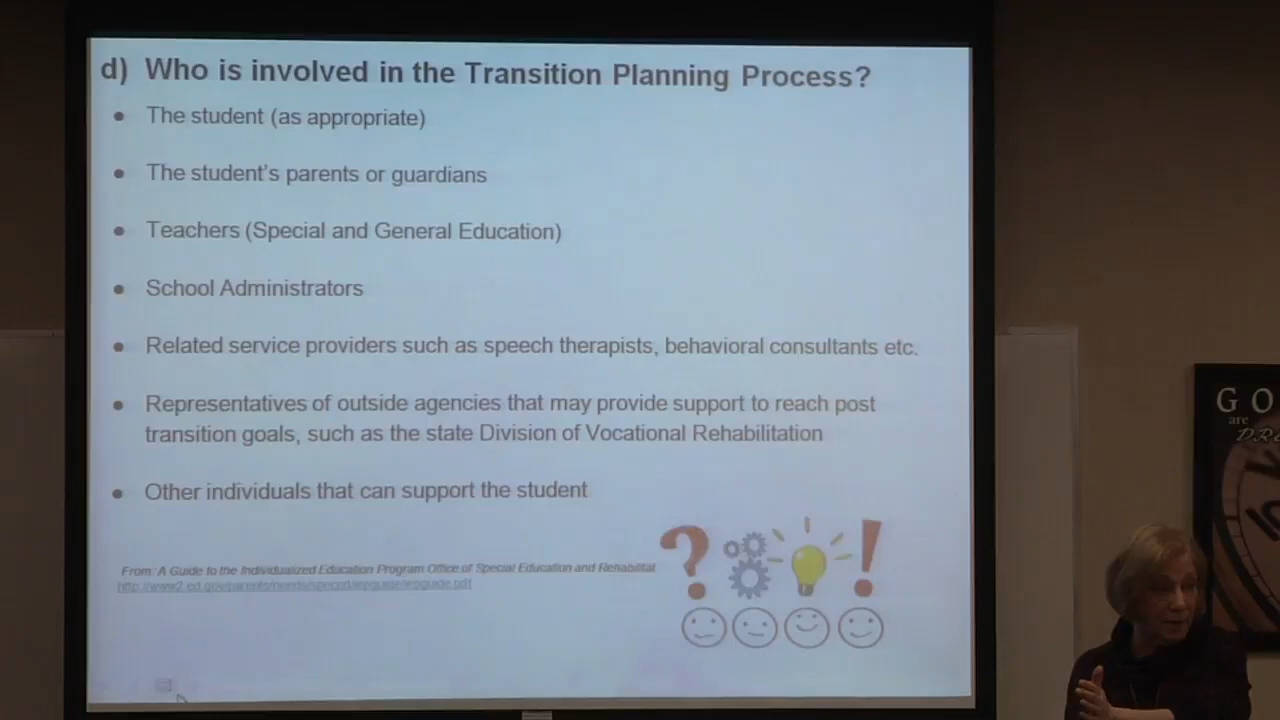 d) Who is involved in the Transition Planning Process?
• The student (as appropriate)
• The student's parents or guardians
• Teachers (Special and General Education)
• School Administrators
• Related service providers such as speech therapists, behavioral consultants etc.
• Representatives of outside agencies that may provide support to reach post
transition goals, such as the state Division of Vocational Rehabilitation
• Other individuals that can support the student
From: A Guide to the Individualized Education Program Office of Special Education and Rehabilitat
http://www2.ed.gov/parents/needs/speced/iepguide/iepguide.pdf
? !
GO
are